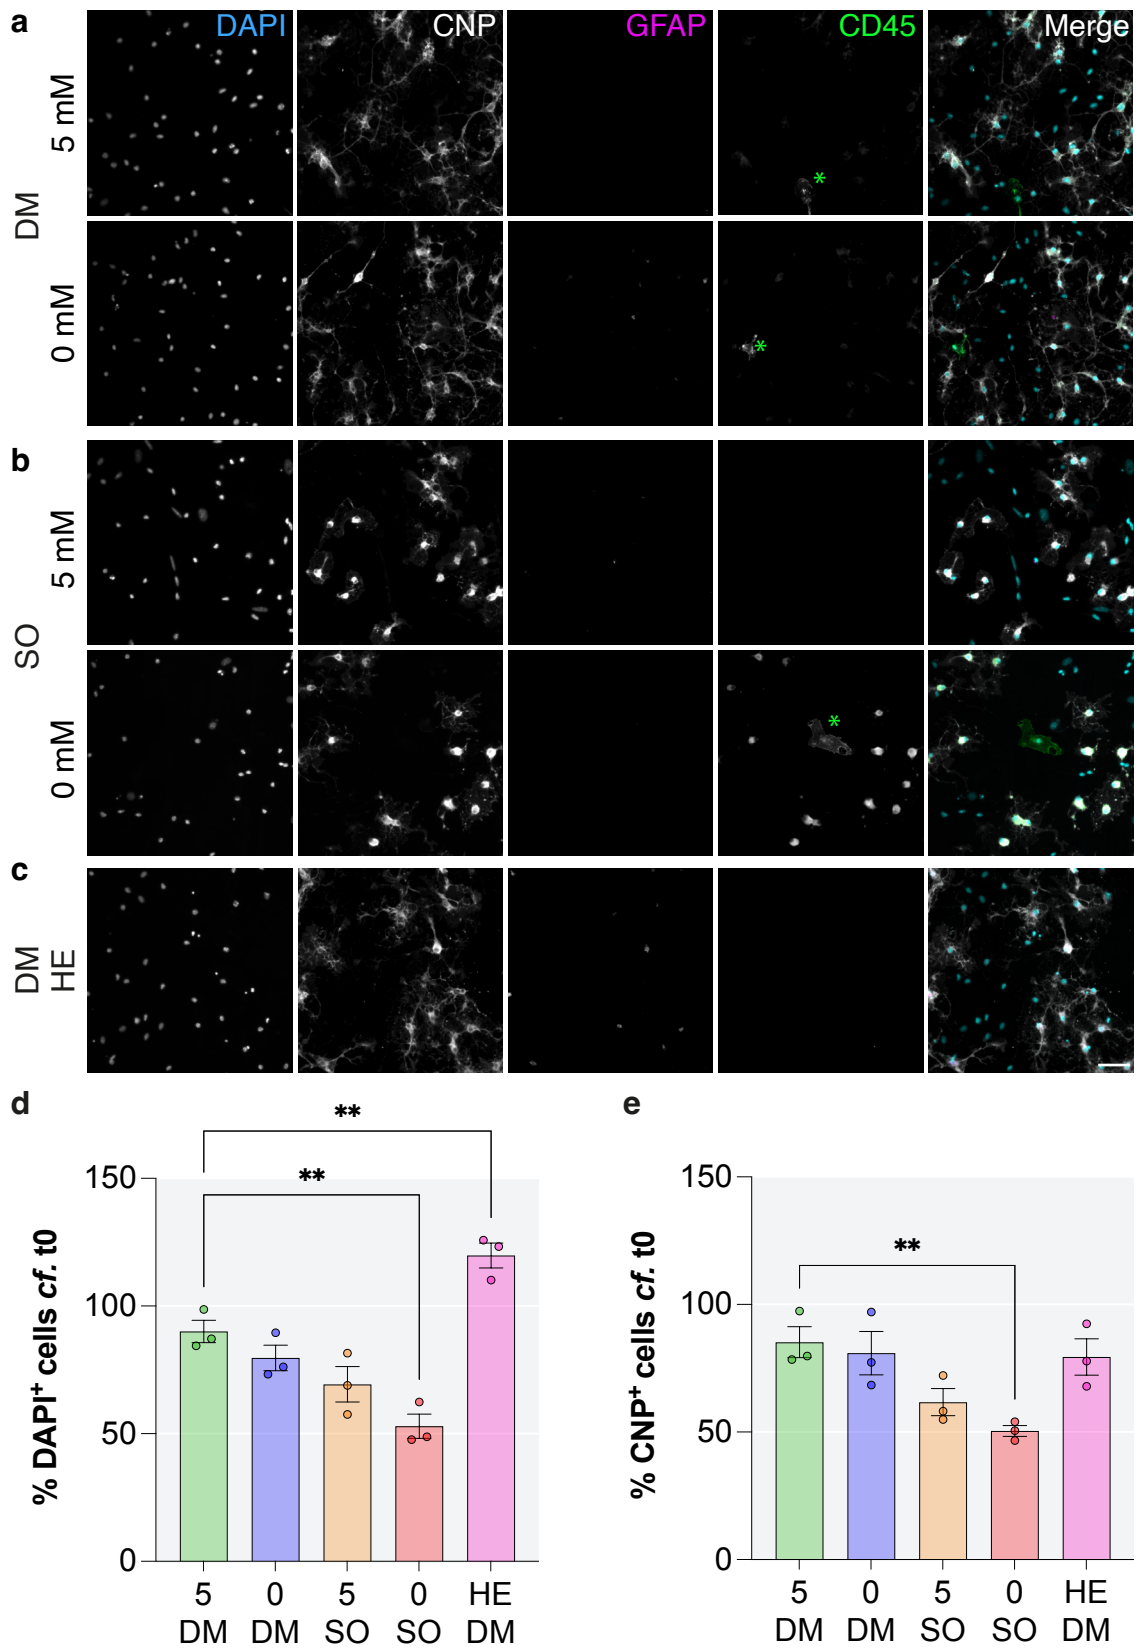 a
DAPI
CNP
GFAP
CD45
Merge
DM
5 mM
*
0 mM
*
b
SO
5 mM
0 mM
*
c
DM
HE
d
**
**
150
100
50
0
% DAPI⁺ cells cf. t0
5 0 5 0 HE
DM DM SO SO DM
e
**
150
100
50
0
% CNP⁺ cells cf. t0
5 0 5 0 HE
DM DM SO SO DM